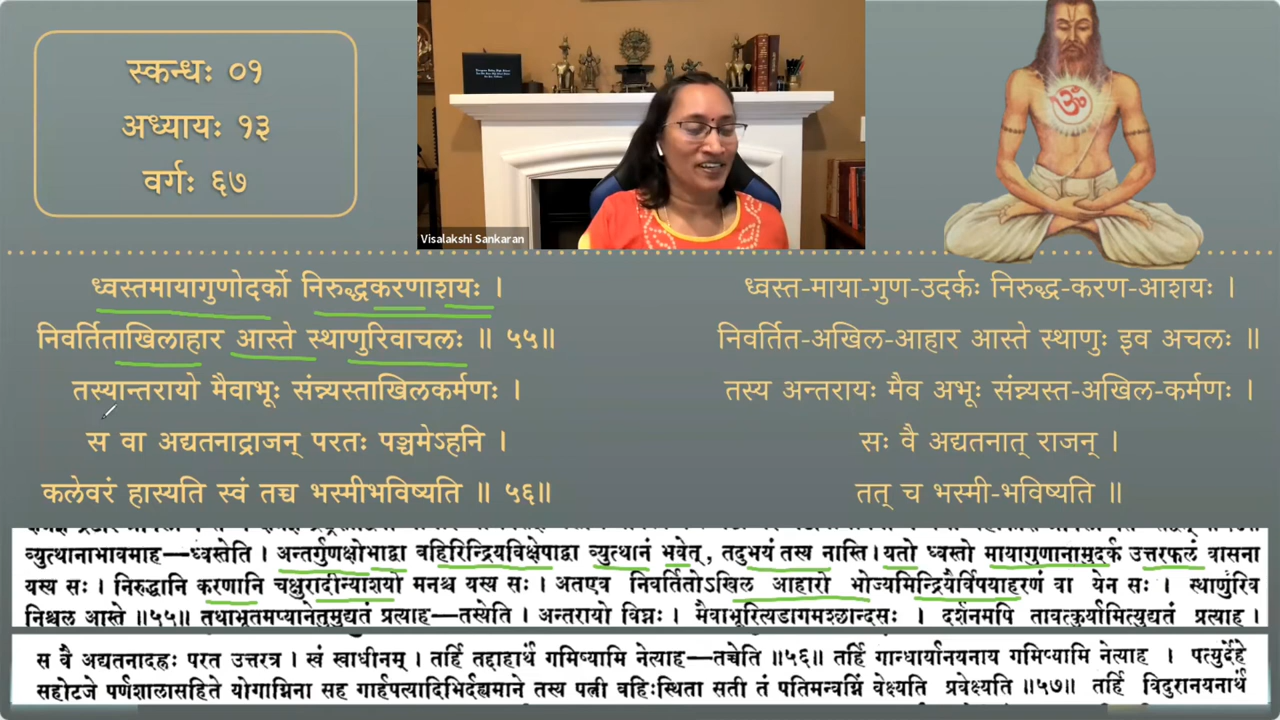 स्कन्धः ०१
अध्यायः १३
वर्गः ६७
Visalakshi Sankaran
ध्वस्तमायागुणोदर्को निरुद्धकरणाशयः ।
निवर्तिताखिलाहार आस्ते स्थाणुरिवाचलः ॥ ५५॥
तस्यान्तरायो मैवाभूः संन्यस्ताखिलकर्मणः ।
स वा अद्यतनाद्राजन् परतः पञ्चमेऽहनि ।
कलेवरं हास्यति स्वं तच्च भस्मीभविष्यति ॥ ५६॥
ध्वस्त-माया-गुण-उदर्कः निरुद्ध-करण-आशयः ।
निवर्तित-अखिल-आहार आस्ते स्थाणुः इव अचलः ॥
तस्य अन्तरायः मैव अभूः संन्यस्त-अखिल-कर्मणः ।
सः वै अद्यतनात् राजन् ।
तत् च भस्मी-भविष्यति ॥
व्युत्थानाभावमाह—ध्वस्तेति । अन्तर्गुणक्षोभाद्वा वहिरिन्द्रियविक्षेपाद्वा व्युत्थानं भवेत्, तदुभयं तस्य नास्ति । यतो ध्वस्तो मायागुणानामुदर्क उत्तरफलं वासना
यस्य सः । निरुद्धानि करणानि चक्षुरादीन्याशयो मनश्च यस्य सः । अतएव निवर्तितोऽखिल आहारो भोज्यमिन्द्रियैर्विषयाहरणं वा येन सः । स्थाणुरिव
निश्चल आस्ते ॥५५॥ तथाभूतमप्यानेतुमुद्यतं प्रत्याह—तस्येति । अन्तरायो विघ्नः । मैवाभूरित्यडागमश्छान्दसः । दर्शनमपि तावत्कुर्यामित्युद्यतं प्रत्याह ।
स वै अद्यतनादह्नः परत उत्तरत्र । स्वं स्वाधीनम् । तर्हि तद्दाहार्थं गमिष्यामि नेत्याह—तच्चेति ॥५६॥ तर्हि गान्धार्यानयनाय गमिष्यामि नेत्याह । पत्युर्देहे
सहोटजे पर्णशालासहिते योगाग्निना सह गार्हपत्यादिभिर्दह्यमाने तस्य पत्नी वहिःस्थिता सती तं पतिमन्वग्निं वेक्ष्यति प्रवेक्ष्यति ॥५७॥ तर्हि विदुरानयनार्थं